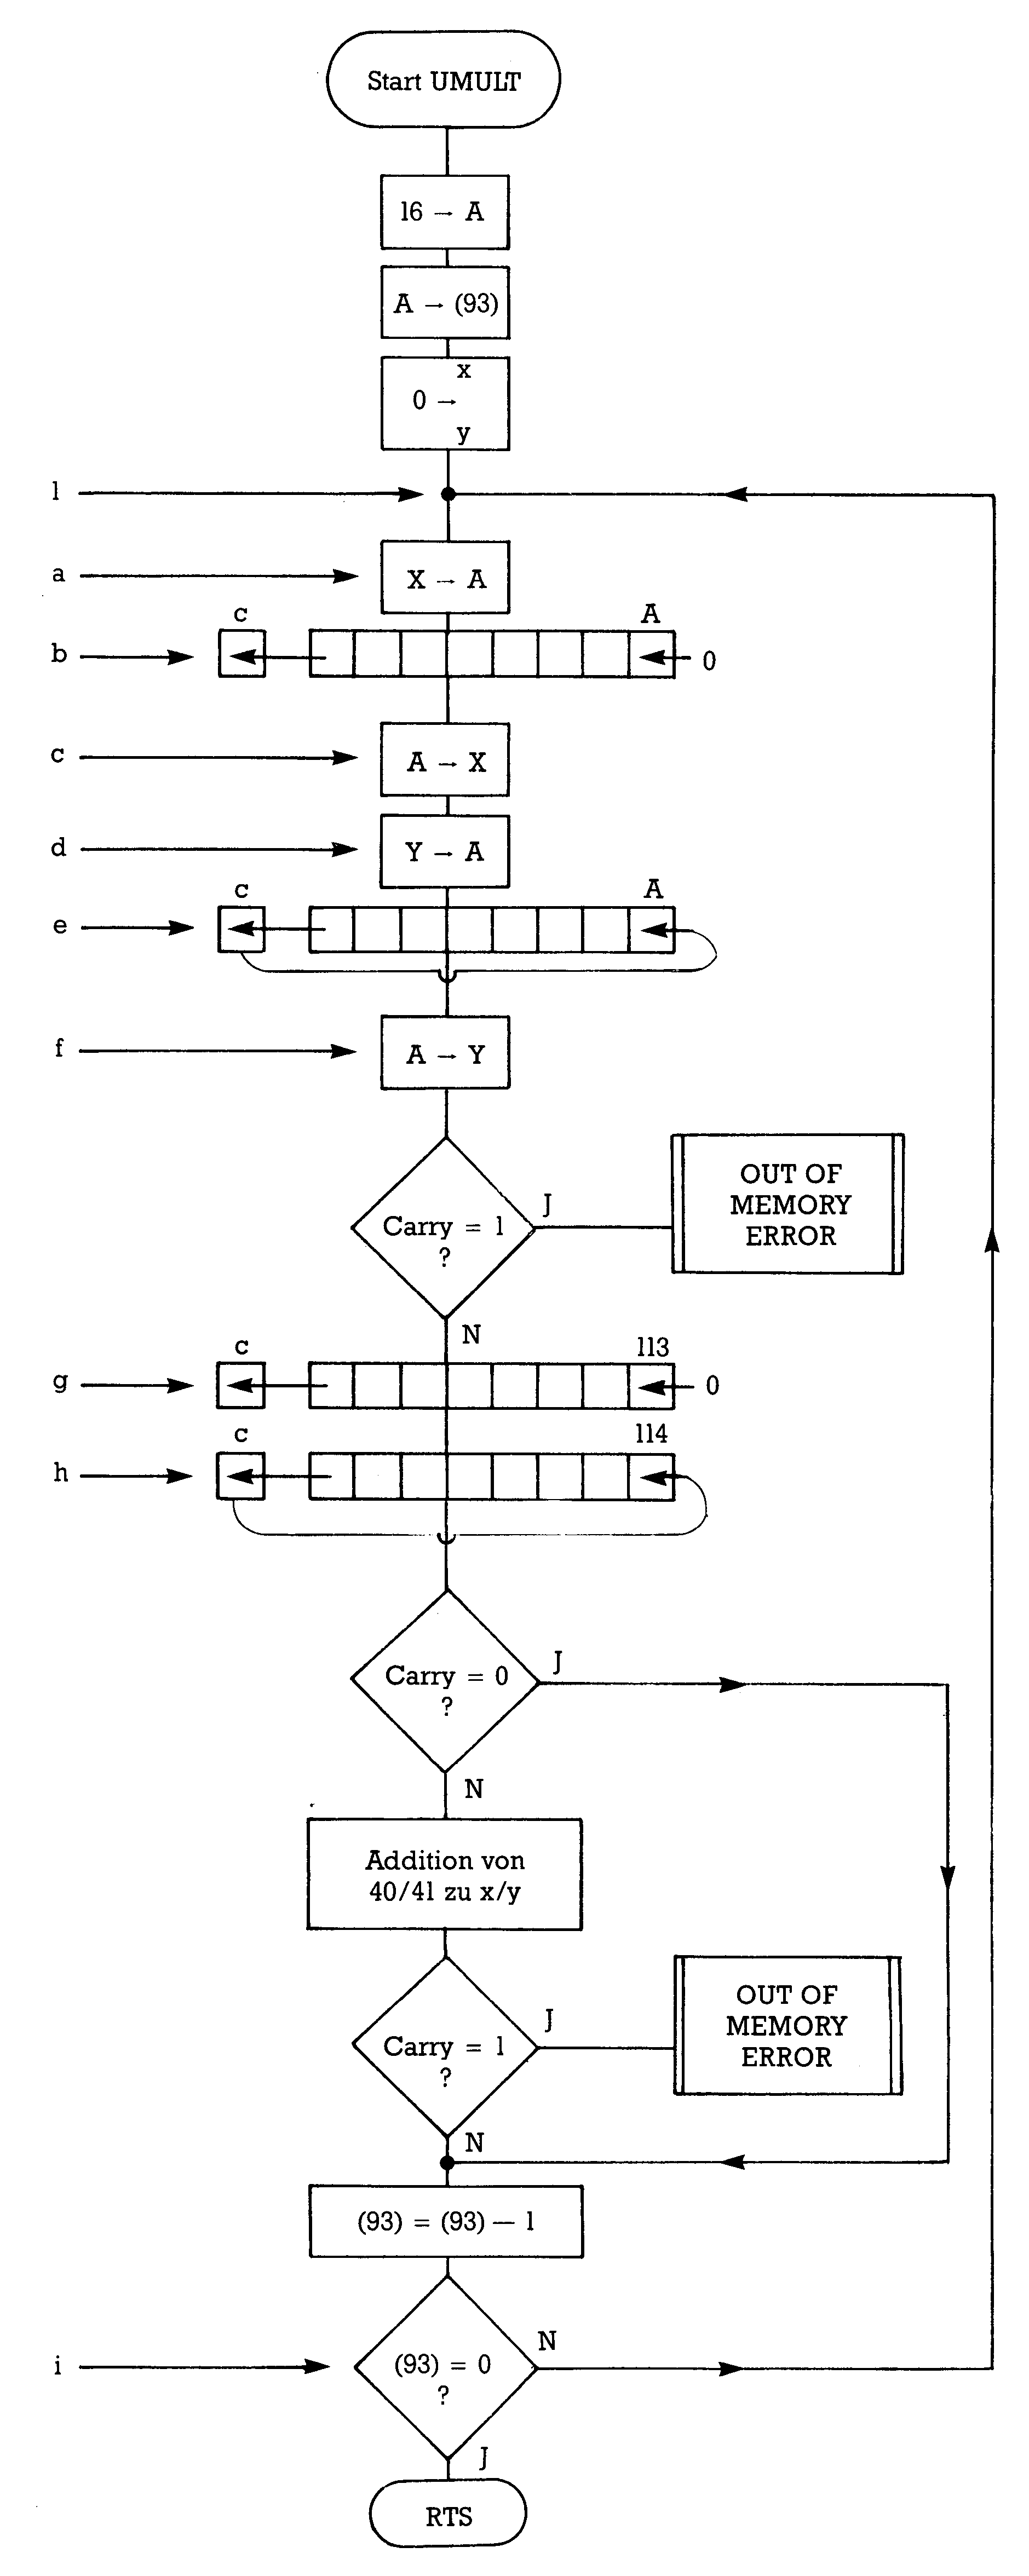 Start UMULT
16 → A
A → (93)
x
0 →
y
l
a
X → A
c
A
b
0
c
A → X
d
Y → A
c
A
e
f
A → Y
Carry = 1
?
J
OUT OF
MEMORY
ERROR
N
c
113
g
0
c
114
h
Carry = 0
?
J
N
Addition von
40/41 zu x/y
Carry = 1
?
J
OUT OF
MEMORY
ERROR
N
(93) = (93) — 1
i
(93) = 0
?
N
J
RTS